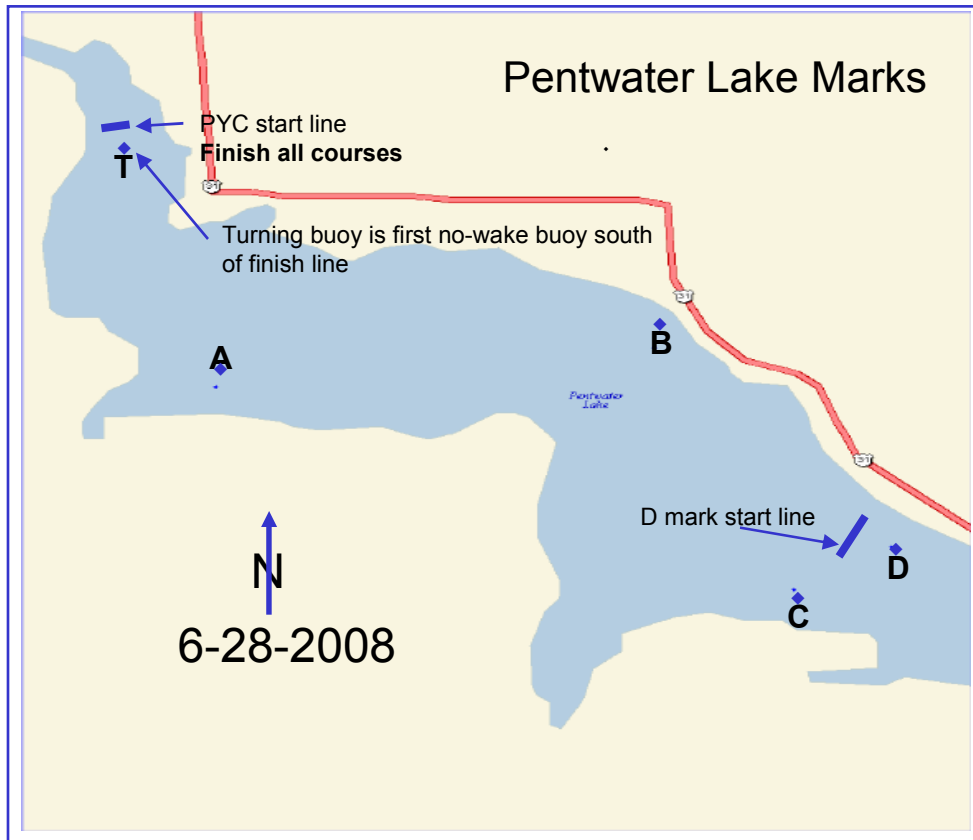 Pentwater Lake Marks
PYC start line
Finish all courses
T
Turning buoy is first no-wake buoy south
of finish line
A
B
Pentwater
Lake
D mark start line
D
C
N
6-28-2008